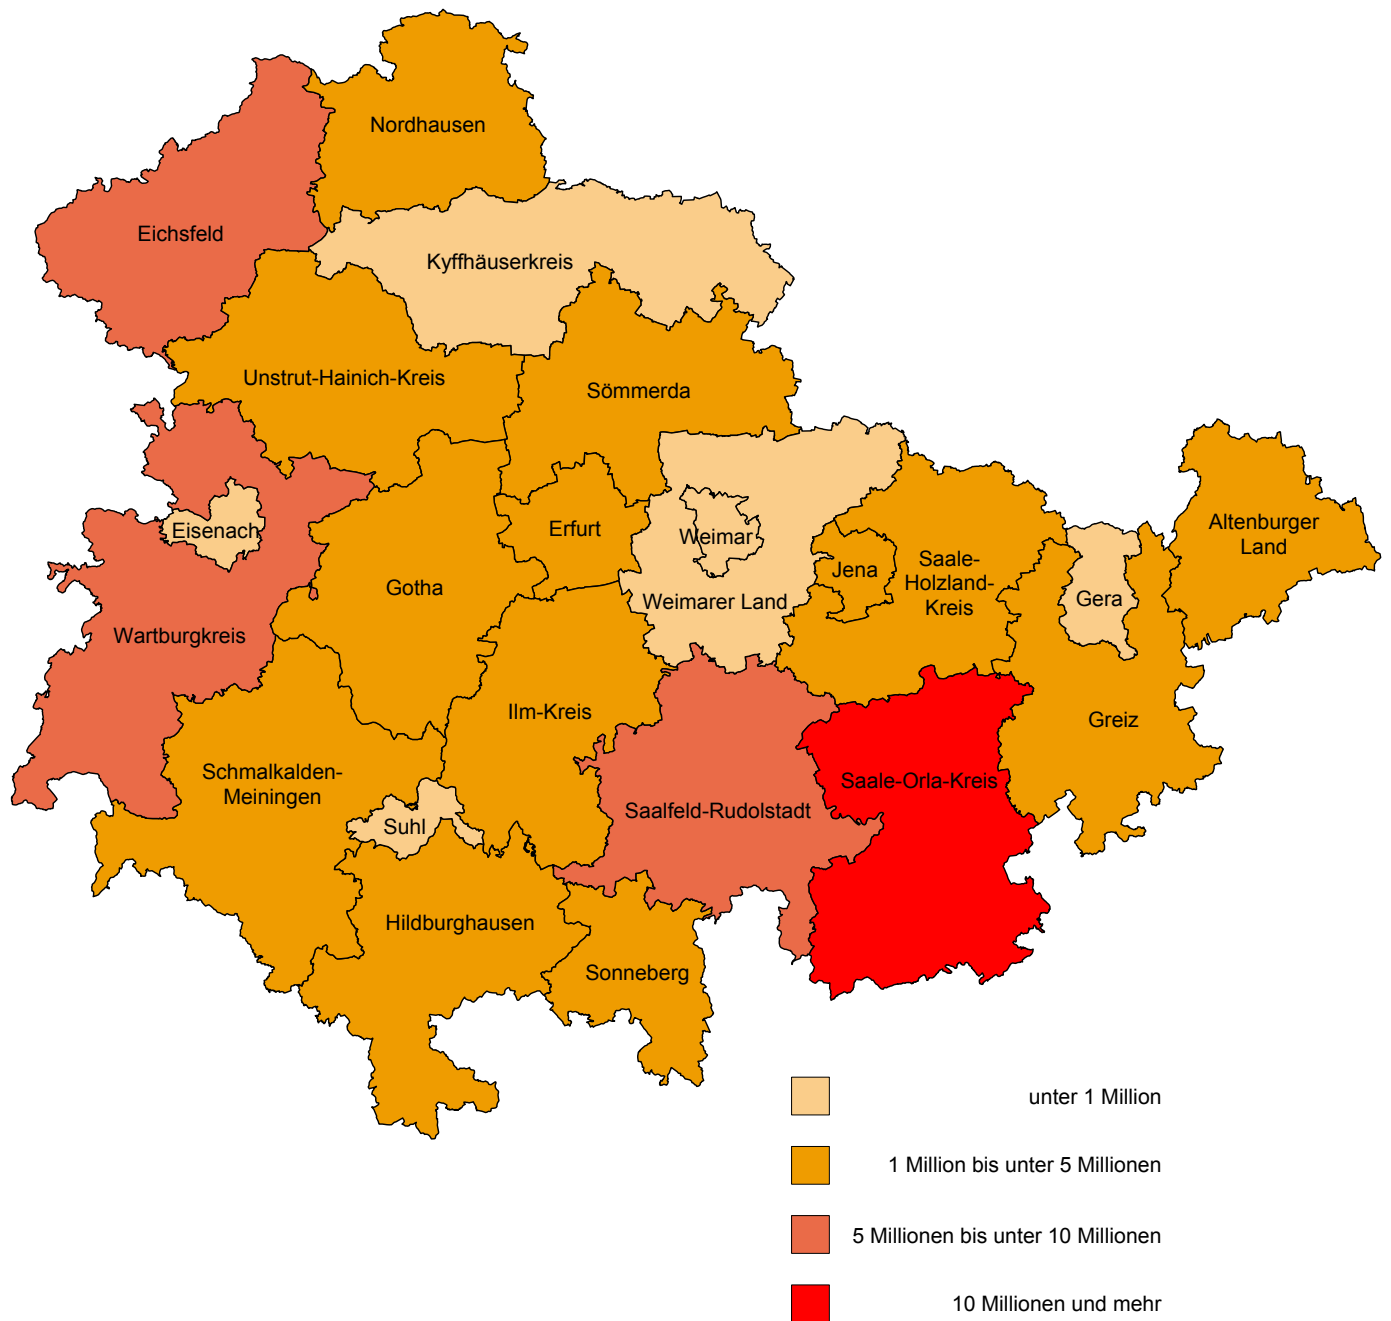 Nordhausen
Eichsfeld
Kyffhäuserkreis
Unstrut-Hainich-Kreis
Sömmerda
Eisenach
Erfurt
Weimar
Altenburger
Land
Gotha
Jena
Saale-
Holzland-
Kreis
Gera
Weimarer Land
Wartburgkreis
Ilm-Kreis
Greiz
Schmalkalden-
Meiningen
Saale-Orla-Kreis
Suhl
Saalfeld-Rudolstadt
Hildburghausen
Sonneberg
unter 1 Million
1 Million bis unter 5 Millionen
5 Millionen bis unter 10 Millionen
10 Millionen und mehr